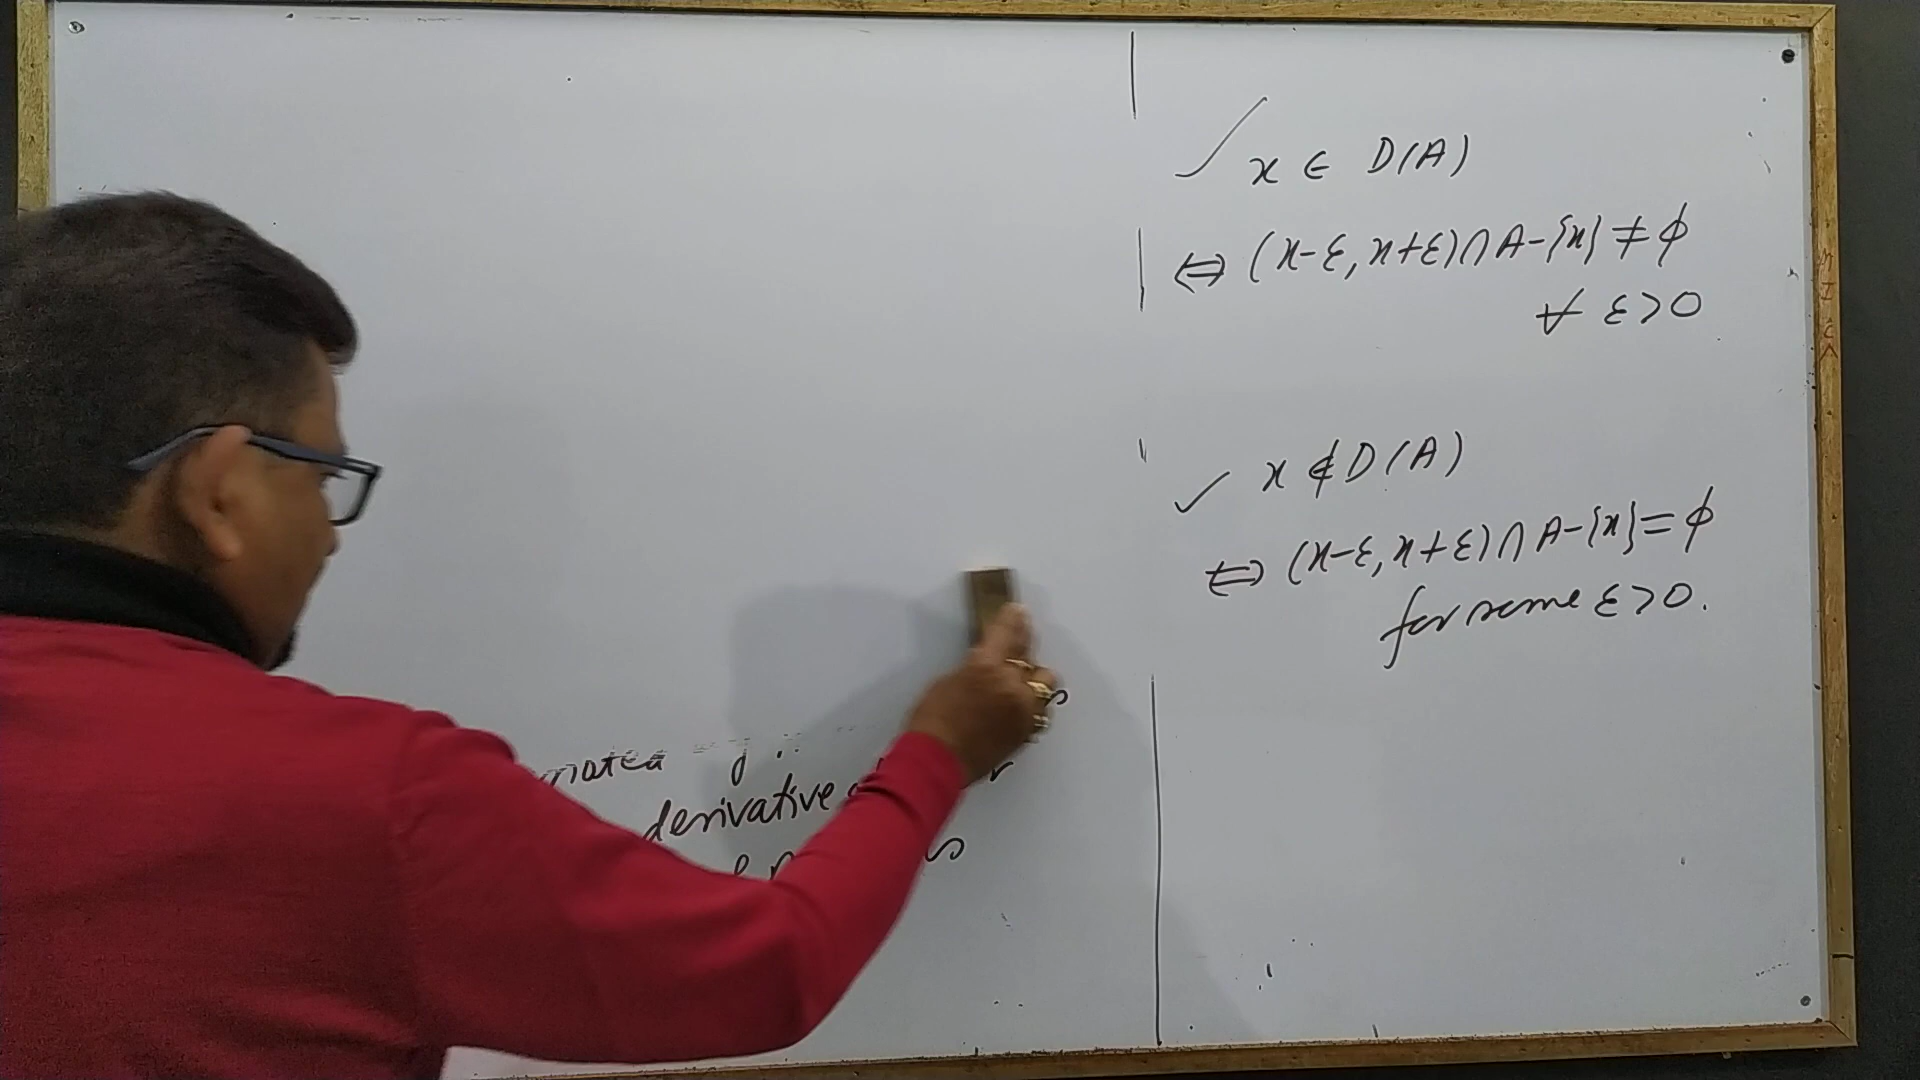 derivative
x ∈ D(A)
⇔ (x-ε, x+ε)∩A-{x} ≠ ϕ
∀ ε>0
x ∉ D(A)
⇔ (x-ε, x+ε)∩A-{x} = ϕ
for some ε>0.